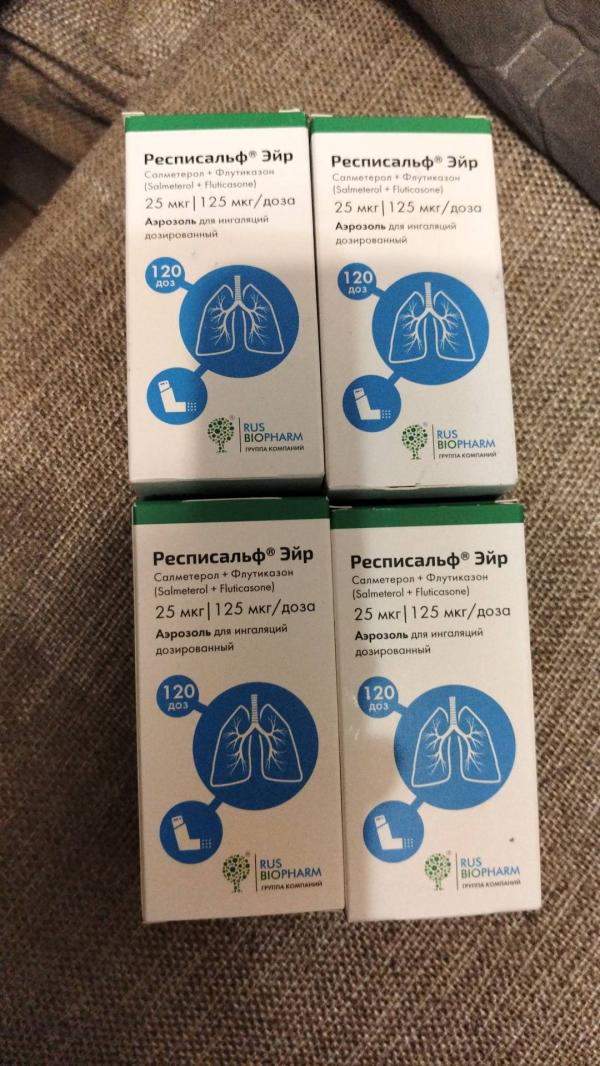 Респисальф® Эйр
Салметерол + Флутиказон
(Salmeterol + Fluticasone)
25 мкг|125 мкг/доза
Аэрозоль для ингаляций
дозированный
120
доз
RUS
BIOPHARM
ГРУППА КОМПАНИЙ
Респисальф® Эйр
Салметерол + Флутиказон
(Salmeterol + Fluticasone)
25 мкг|125 мкг/доза
Аэрозоль для ингаляций
дозированный
120
доз
RUS
BIOPHARM
ГРУППА КОМПАНИЙ
Респисальф® Эйр
Салметерол + Флутиказон
(Salmeterol + Fluticasone)
25 мкг|125 мкг/доза
Аэрозоль для ингаляций
дозированный
120
доз
RUS
BIOPHARM
ГРУППА КОМПАНИЙ
Респисальф® Эйр
Салметерол + Флутиказон
(Salmeterol + Fluticasone)
25 мкг|125 мкг/доза
Аэрозоль для ингаляций
дозированный
120
доз
RUS
BIOPHARM
ГРУППА КОМПАНИЙ